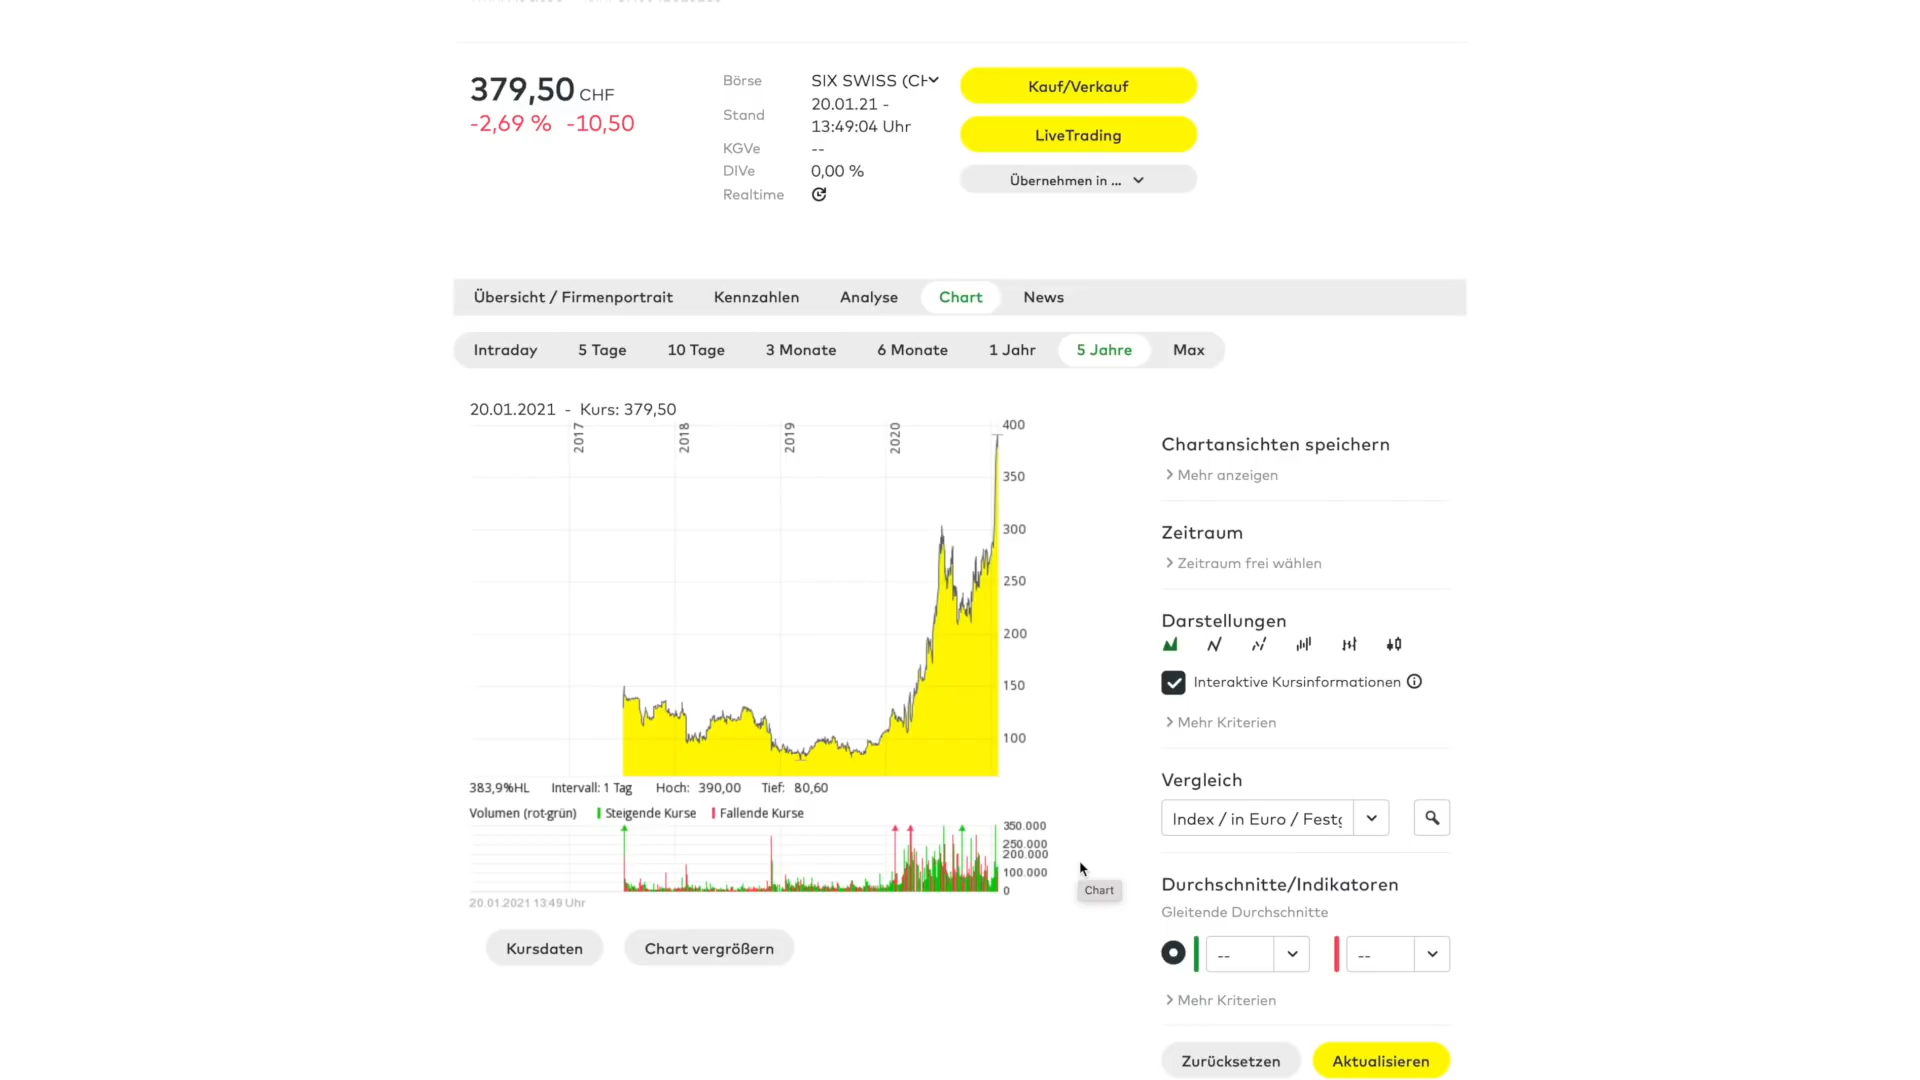 379,50 CHF
-2,69 % -10,50
Börse SIX SWISS (CH
Stand 20.01.21 -
13:49:04 Uhr
KGVe --
DIVe 0,00 %
Realtime
Kauf/Verkauf
LiveTrading
Übernehmen in ...
Übersicht / Firmenportrait Kennzahlen Analyse Chart News
Intraday 5 Tage 10 Tage 3 Monate 6 Monate 1 Jahr 5 Jahre Max
20.01.2021 - Kurs: 379,50
2017 2018 2019 2020
400
350
300
250
200
150
100
383,9%HL Intervall: 1 Tag Hoch: 390,00 Tief: 80,60
Volumen (rot-grün) Steigende Kurse Fallende Kurse
350.000
250.000
200.000
100.000
0
20.01.2021 13:49 Uhr
Chart
Kursdaten Chart vergrößern
Chartansichten speichern
Mehr anzeigen
Zeitraum
Zeitraum frei wählen
Darstellungen
Interaktive Kursinformationen
Mehr Kriterien
Vergleich
Index / in Euro / Festg
Durchschnitte/Indikatoren
Gleitende Durchschnitte
-- --
Mehr Kriterien
Zurücksetzen Aktualisieren